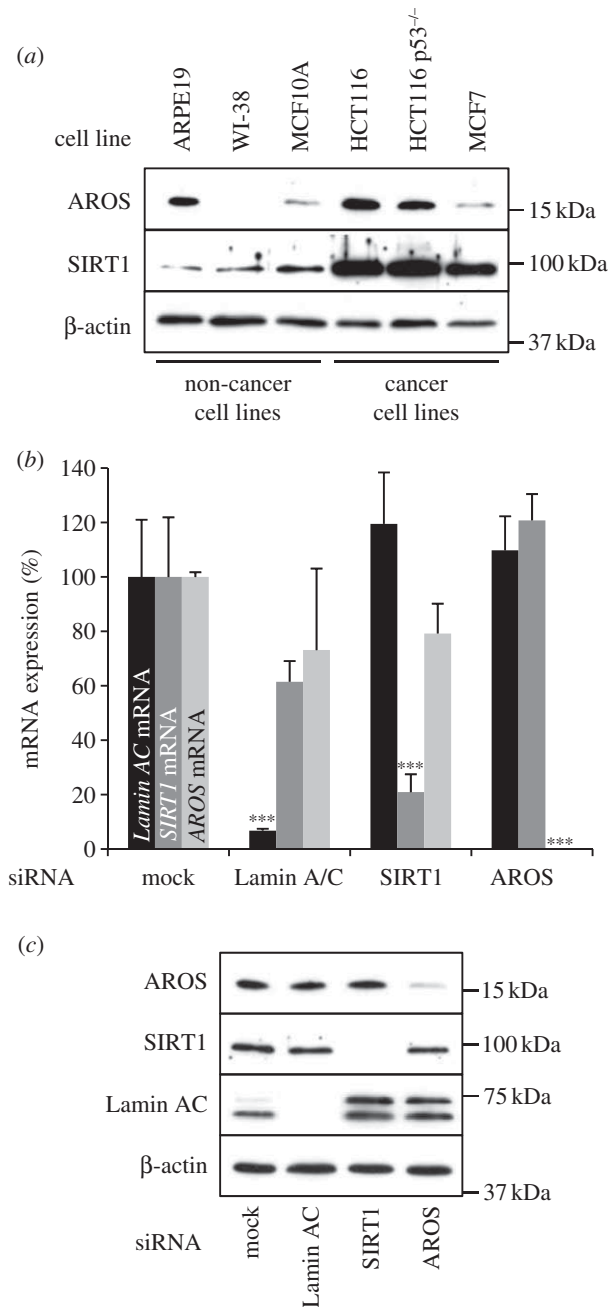 (a)
cell line
ARPE19
WI-38
MCF10A
HCT116
HCT116 p53–/–
MCF7
AROS
15 kDa
SIRT1
100 kDa
β-actin
37 kDa
non-cancer
cell lines
cancer
cell lines
(b)
140
120
100
80
60
40
20
0
mRNA expression (%)
Lamin AC mRNA
SIRT1 mRNA
AROS mRNA
***
***
***
siRNA mock Lamin A/C SIRT1 AROS
(c)
AROS
15 kDa
SIRT1
100 kDa
Lamin AC
75 kDa
β-actin
37 kDa
siRNA
mock
Lamin AC
SIRT1
AROS